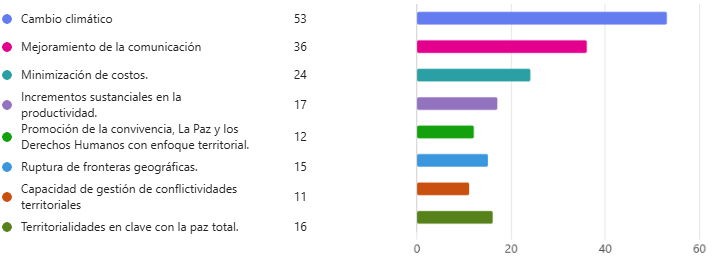 Cambio climático 53
Mejoramiento de la comunicación 36
Minimización de costos. 24
Incrementos sustanciales en la
productividad. 17
Promoción de la convivencia, La Paz y los
Derechos Humanos con enfoque territorial. 12
Ruptura de fronteras geográficas. 15
Capacidad de gestión de conflictividades
territoriales 11
Territorialidades en clave con la paz total. 16
0 20 40 60